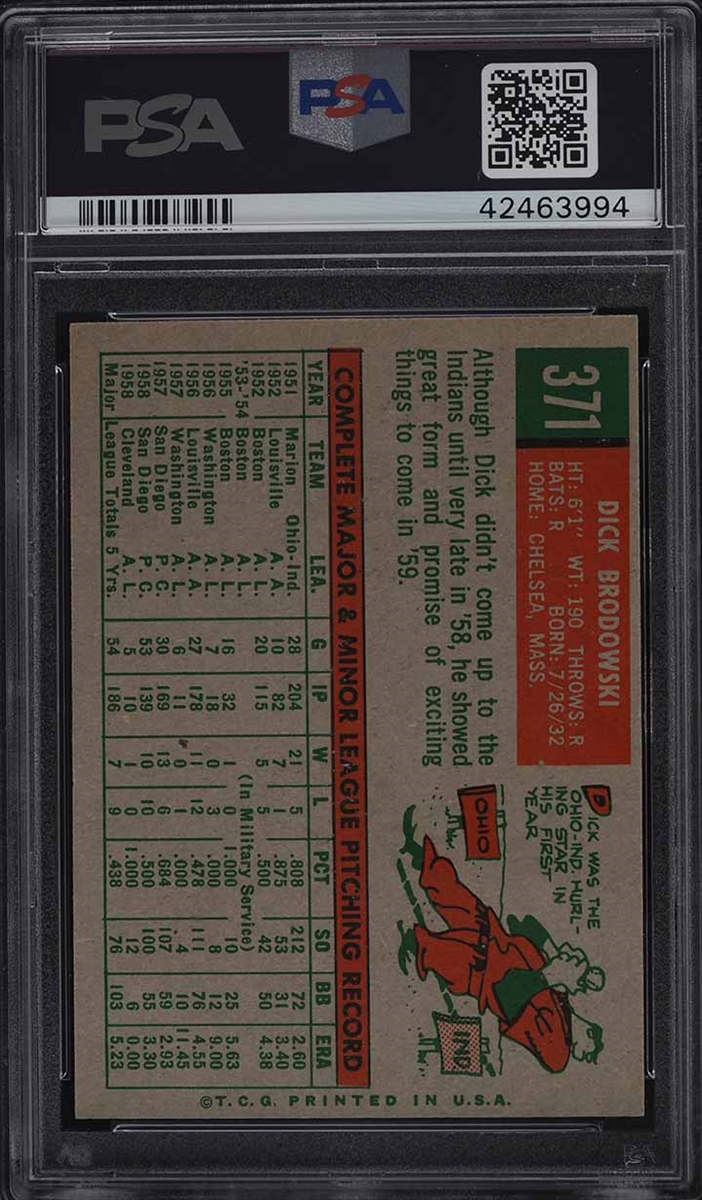 PSA
PSA
42463994
371
DICK BRODOWSKI
HT: 6'1" WT: 190 THROWS: R
BATS: R BORN: 7/26/32
HOME: CHELSEA, MASS.
Although Dick didn't come up to the
Indians until very late in '58, he showed
great form and promise of exciting
things to come in '59.
DICK WAS THE
OHIO-IND HURL-
ING STAR IN
HIS FIRST
YEAR
OHIO
IND
COMPLETE MAJOR & MINOR LEAGUE PITCHING RECORD
YEAR TEAM LEA. G IP W L PCT SO BB ERA
1951 Marion Ohio-Ind. 28 204 21 5 .808 212 72 2.60
1952 Louisville A. A. 10 82 7 1 .875 53 31 3.40
1952 Boston A. L. 20 115 5 5 .500 42 50 4.38
'53-'54 Boston A. L. (In Military Service)
1955 Boston A. L. 16 32 1 0 1.000 10 25 5.63
1956 Washington A. L. 7 18 0 3 .000 8 12 9.00
1956 Louisville A. A. 27 178 11 12 .478 111 76 4.55
1957 Washington A. L. 6 11 0 1 .000 4 10 11.45
1957 San Diego P. C. 30 169 13 6 .684 107 59 2.93
1958 San Diego P. C. 53 139 10 10 .500 100 55 3.30
1958 Cleveland A. L. 5 10 1 0 1.000 12 6 0.00
Major League Totals 5 Yrs. 54 186 7 9 .438 76 103 5.23
©T.C.G. PRINTED IN U.S.A.
PSA